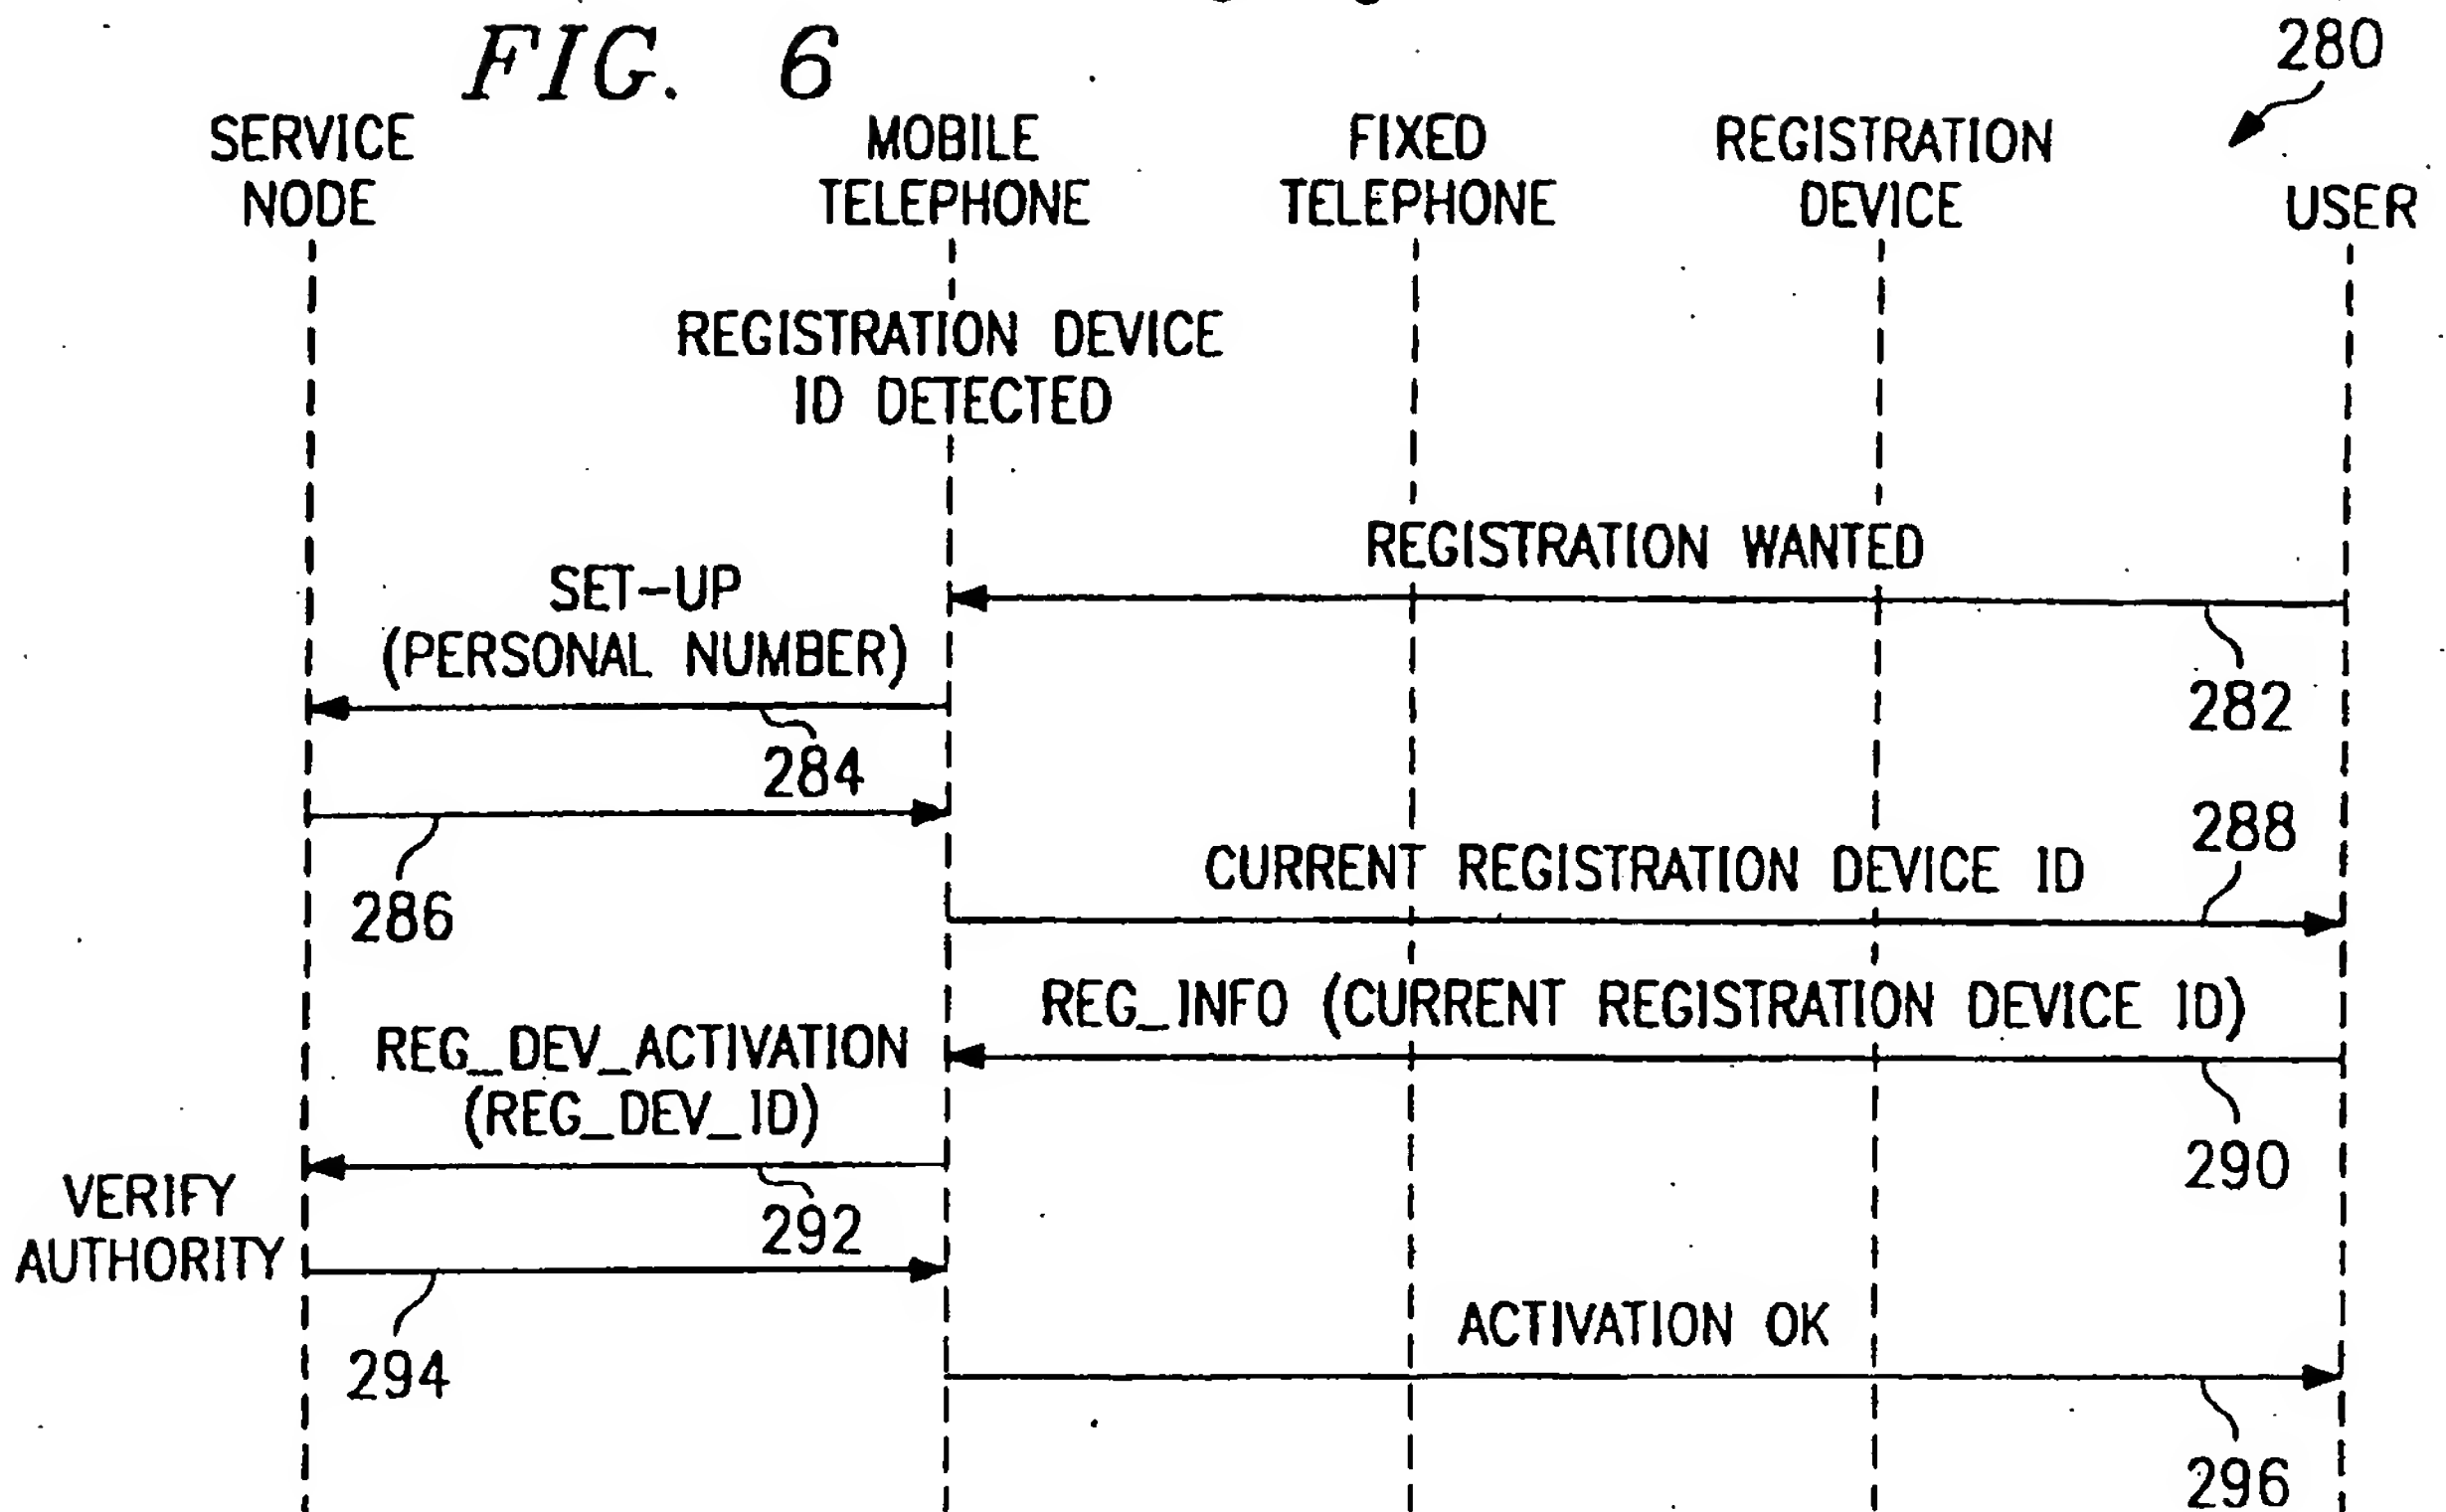 FIG. 6
280
SERVICE
NODE
MOBILE
TELEPHONE
FIXED
TELEPHONE
REGISTRATION
DEVICE
USER
REGISTRATION DEVICE
ID DETECTED
REGISTRATION WANTED
282
SET-UP
(PERSONAL NUMBER)
284
286
288
CURRENT REGISTRATION DEVICE ID
REG_INFO (CURRENT REGISTRATION DEVICE ID)
290
REG_DEV_ACTIVATION
(REG_DEV_ID)
292
VERIFY
AUTHORITY
294
ACTIVATION OK
296